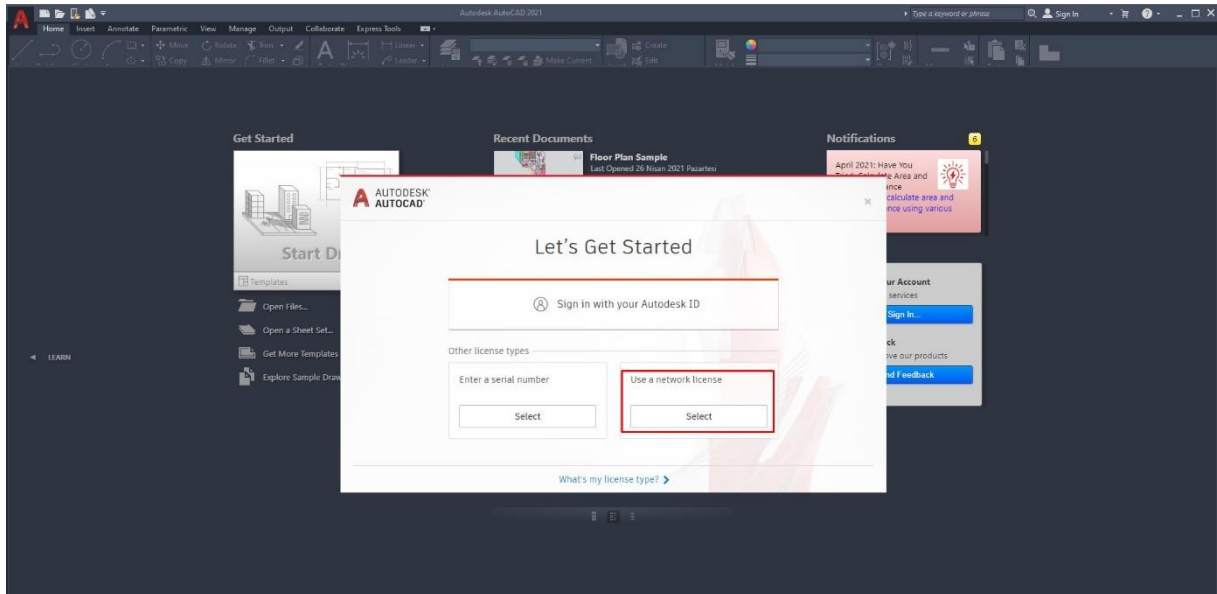 Autodesk AutoCAD 2021
Type a keyword or phrase
Sign In
Home Insert Annotate Parametric View Manage Output Collaborate Express Tools
Move Rotate Trim Linear Create
Copy Mirror Fillet Leader Make Current Edit
Get Started
Recent Documents
Notifications
6
Floor Plan Sample
Last Opened 26 Nisan 2021 Pazartesi
April 2021: Have You
Area and
calculate area and
using various
Start
Templates
Open Files...
Open a Sheet Set...
Get More Templates
Explore Sample
LEARN
AUTODESK®
AUTOCAD®
Let's Get Started
Sign in with your Autodesk ID
Other license types
Enter a serial number
Select
Use a network license
Select
What's my license type?
Account
services
Sign In...
our products
Feedback